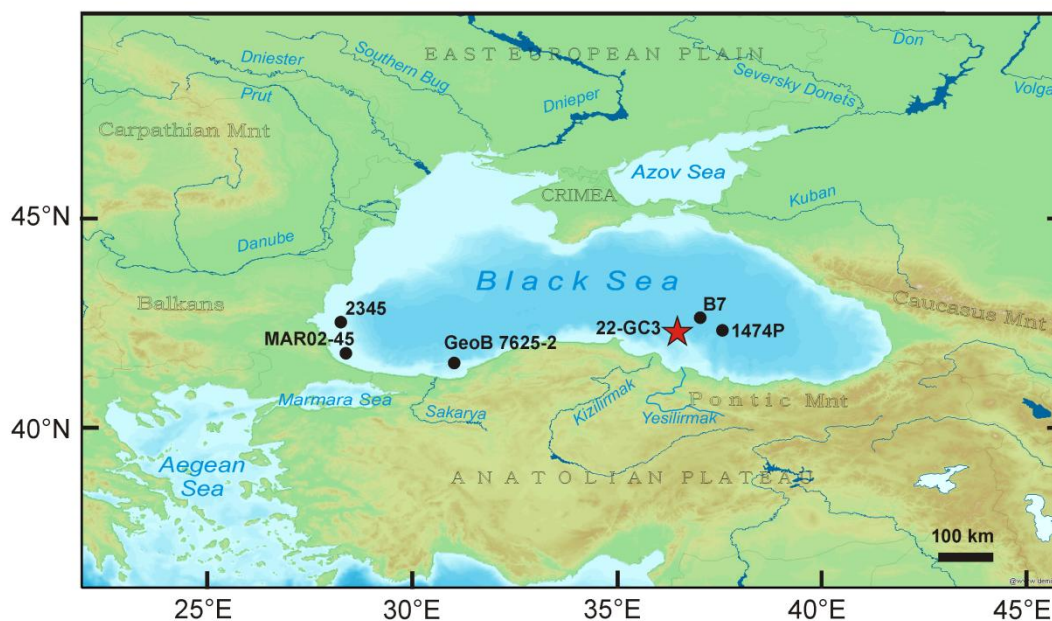 EAST EUROPEAN PLAIN
Don
Dniester
Southern Bug
Dnieper
Seversky Donets
Volga
Prut
Carpathian Mnt
Azov Sea
CRIMEA
Kuban
45°N
Danube
Black Sea
Balkans
2345
B7
Caucasus Mnt
MAR02-45
GeoB 7625-2
22-GC3
1474P
Marmara Sea
Sakarya
Kizilirmak
Yesilirmak
Pontic Mnt
40°N
Aegean
Sea
ANATOLIAN PLATEAU
100 km
25°E
30°E
35°E
40°E
45°E